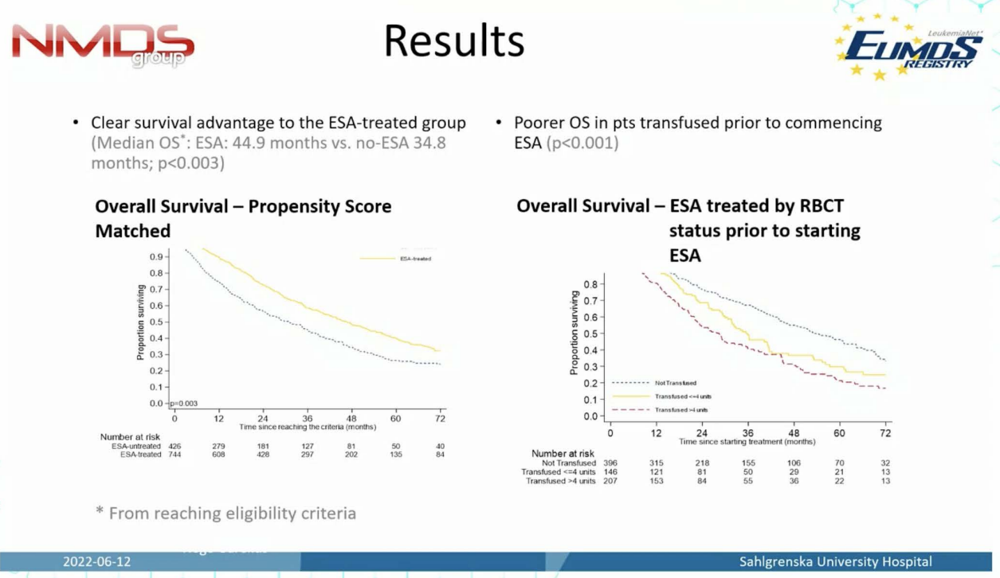 NMDS
group
Results
LeukemiaNet*
EUMDS
REGISTRY
• Clear survival advantage to the ESA-treated group
(Median OS*: ESA: 44.9 months vs. no-ESA 34.8
months; p<0.003)
Overall Survival – Propensity Score
Matched
Proportion surviving
0.9
0.8
0.7
0.6
0.5
0.4
0.3
0.2
0.1
0.0
ESA-treated
p=0.003
0 12 24 36 48 60 72
Time since reaching the criteria (months)
Number at risk
ESA-untreated 426 279 181 127 81 50 40
ESA-treated 744 608 428 297 202 135 84
* From reaching eligibility criteria
• Poorer OS in pts transfused prior to commencing
ESA (p<0.001)
Overall Survival – ESA treated by RBCT
status prior to starting
ESA
Proportion surviving
0.8
0.7
0.6
0.5
0.4
0.3
0.2
0.1
0.0
Not Transfused
Transfused <=4 units
Transfused >4 units
0 12 24 36 48 60 72
Time since starting treatment (months)
Number at risk
Not Transfused 396 315 218 155 106 70 32
Transfused <=4 units 146 121 81 50 29 21 13
Transfused >4 units 207 153 84 55 36 22 13
2022-06-12
Sahlgrenska University Hospital